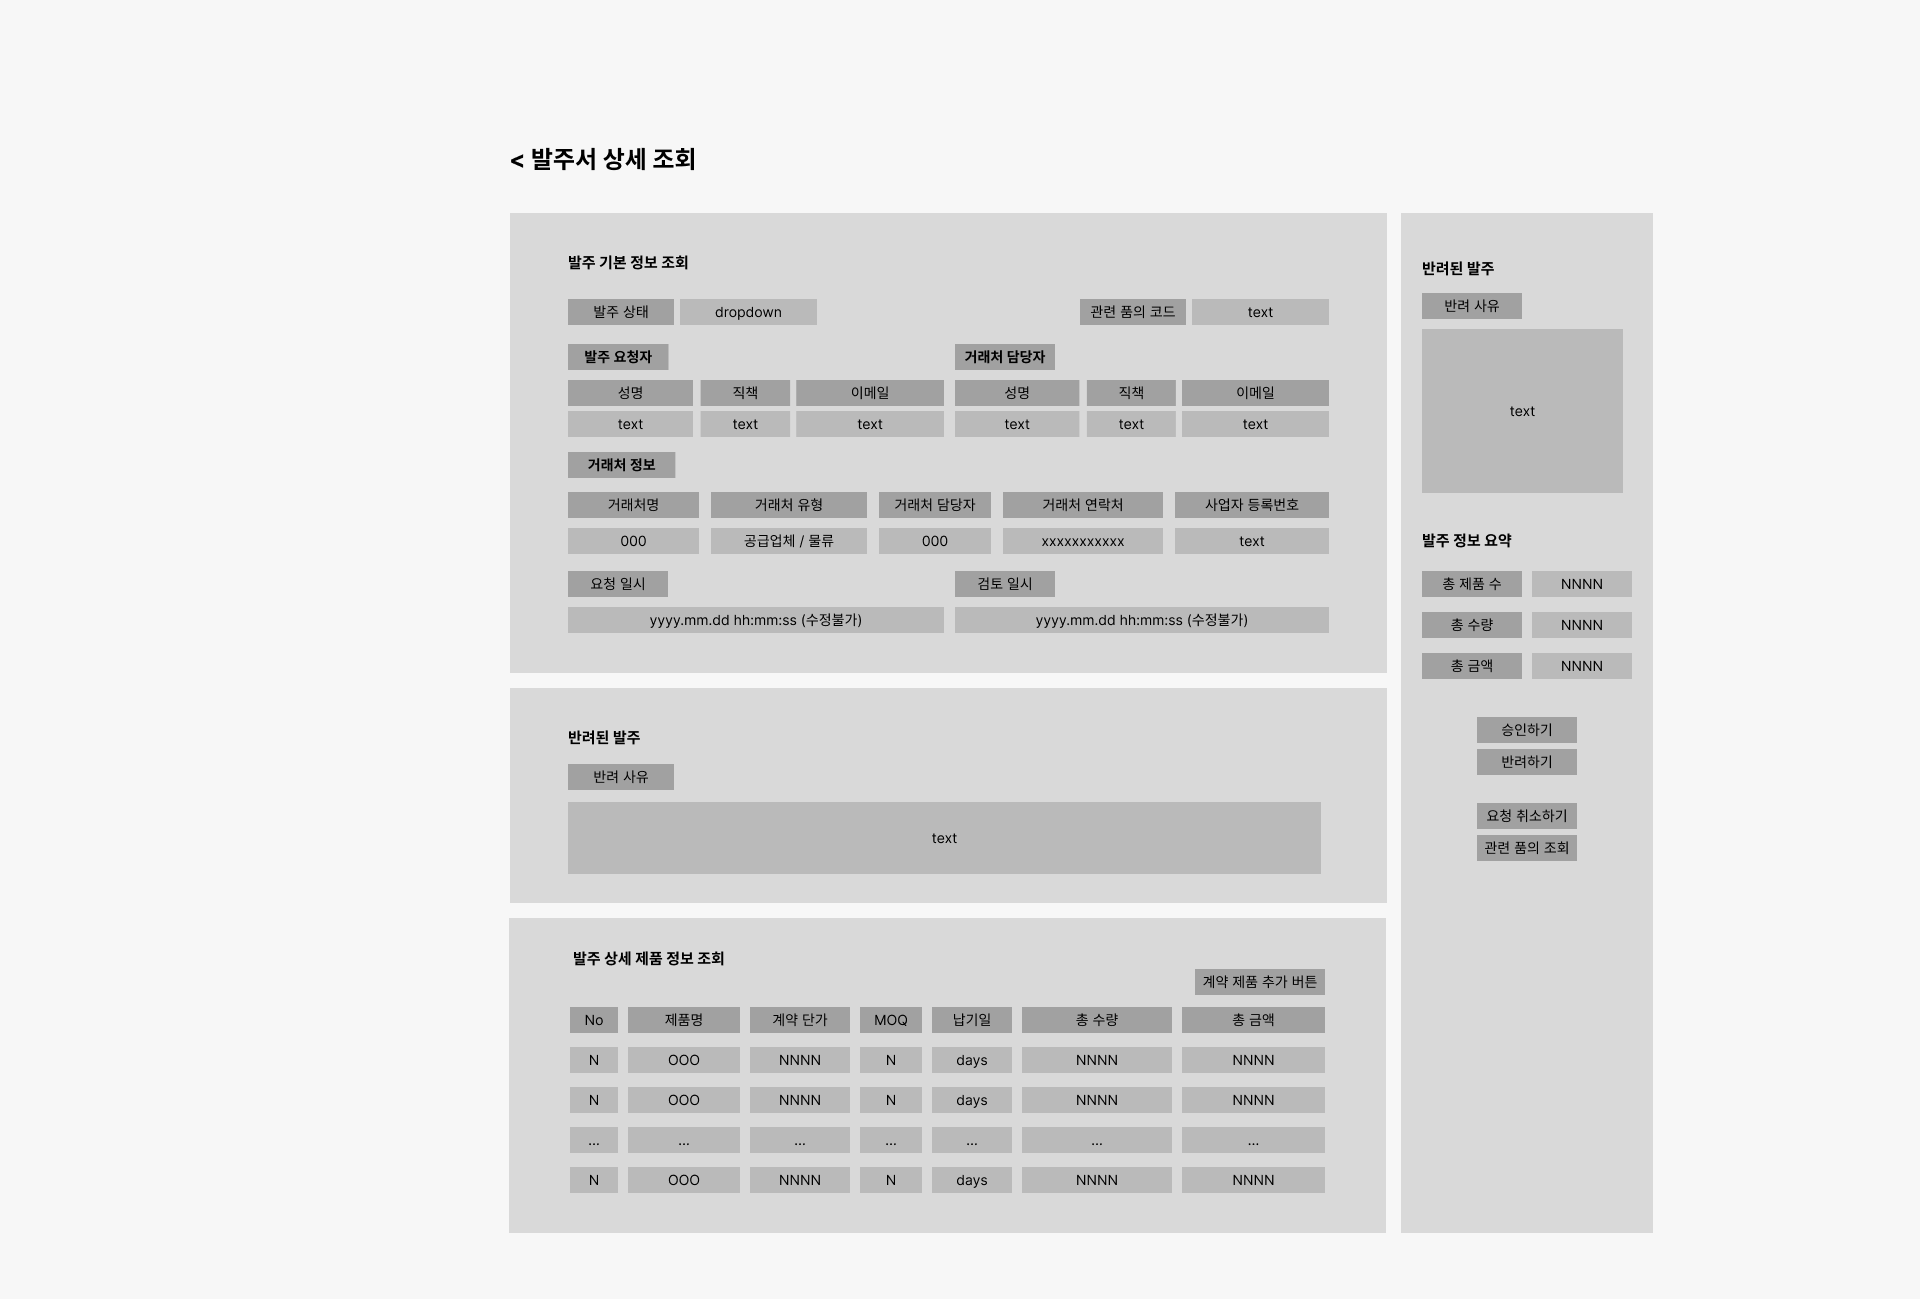 < 발주서 상세 조회
발주 기본 정보 조회
발주 상태 dropdown 관련 품의 코드 text
발주 요청자 거래처 담당자
성명 직책 이메일 성명 직책 이메일
text text text text text text
거래처 정보
거래처명 거래처 유형 거래처 담당자 거래처 연락처 사업자 등록번호
000 공급업체 / 물류 000 xxxxxxxxxxx text
요청 일시 검토 일시
yyyy.mm.dd hh:mm:ss (수정불가) yyyy.mm.dd hh:mm:ss (수정불가)
반려된 발주
반려 사유
text
발주 상세 제품 정보 조회
계약 제품 추가 버튼
No 제품명 계약 단가 MOQ 납기일 총 수량 총 금액
N OOO NNNN N days NNNN NNNN
N OOO NNNN N days NNNN NNNN
... ... ... ... ... ... ...
N OOO NNNN N days NNNN NNNN
반려된 발주
반려 사유
text
발주 정보 요약
총 제품 수 NNNN
총 수량 NNNN
총 금액 NNNN
승인하기
반려하기
요청 취소하기
관련 품의 조회